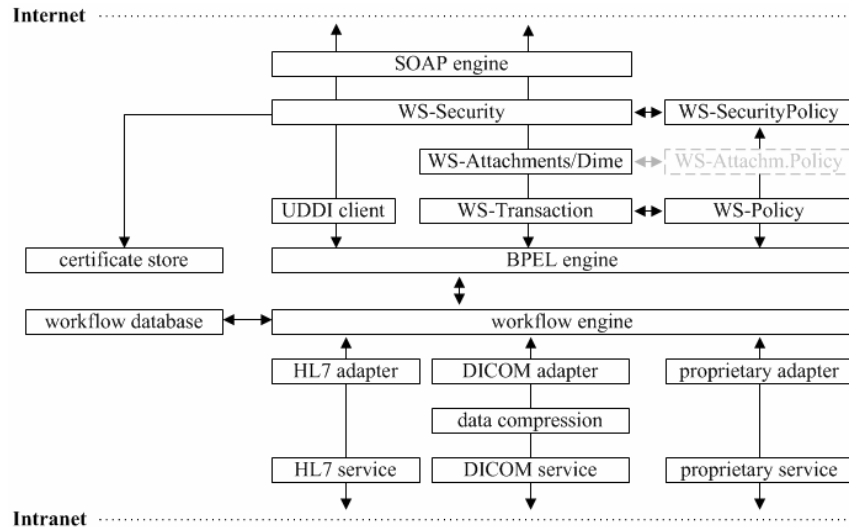 Internet
SOAP engine
WS-Security
WS-SecurityPolicy
WS-Attachments/Dime
WS-Attachm.Policy
UDDI client
WS-Transaction
WS-Policy
certificate store
BPEL engine
workflow database
workflow engine
HL7 adapter
DICOM adapter
proprietary adapter
data compression
HL7 service
DICOM service
proprietary service
Intranet